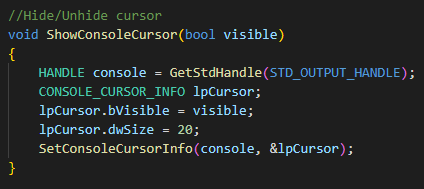 //Hide/Unhide cursor
void ShowConsoleCursor(bool visible)
{
    HANDLE console = GetStdHandle(STD_OUTPUT_HANDLE);
    CONSOLE_CURSOR_INFO lpCursor;
    lpCursor.bVisible = visible;
    lpCursor.dwSize = 20;
    SetConsoleCursorInfo(console, &lpCursor);
}